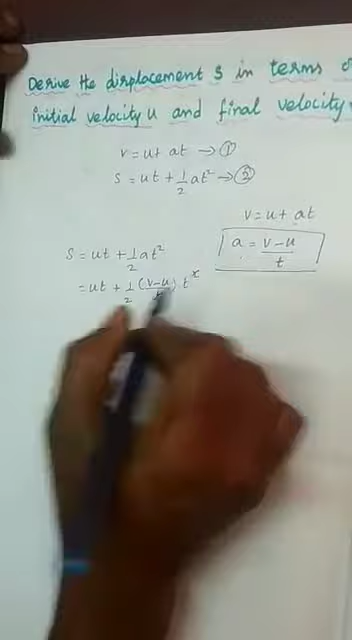 Derive the displacement s in terms of
initial velocity u and final velocity
v = u + at → ①
s = ut + 1/2 at² → ②
v = u + at
a = v-u/t
s = ut + 1/2 at²
= ut + 1/2 (v-u/t) t²